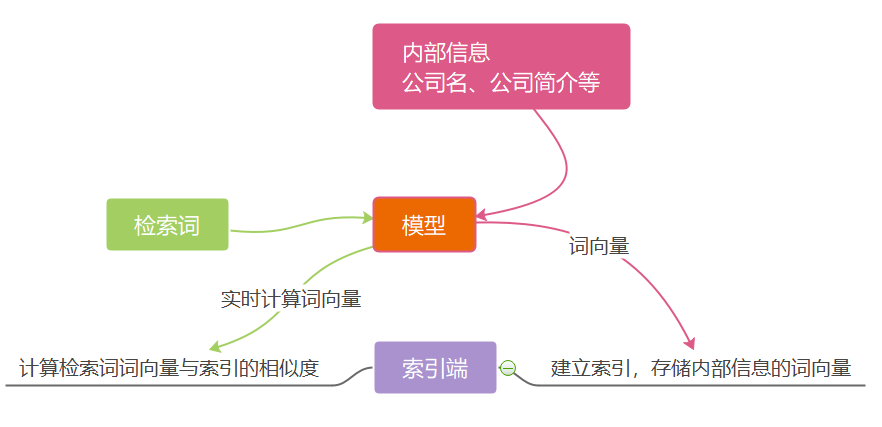 内部信息
公司名、公司简介等
检索词
模型
词向量
实时计算词向量
计算检索词词向量与索引的相似度
索引端
建立索引，存储内部信息的词向量